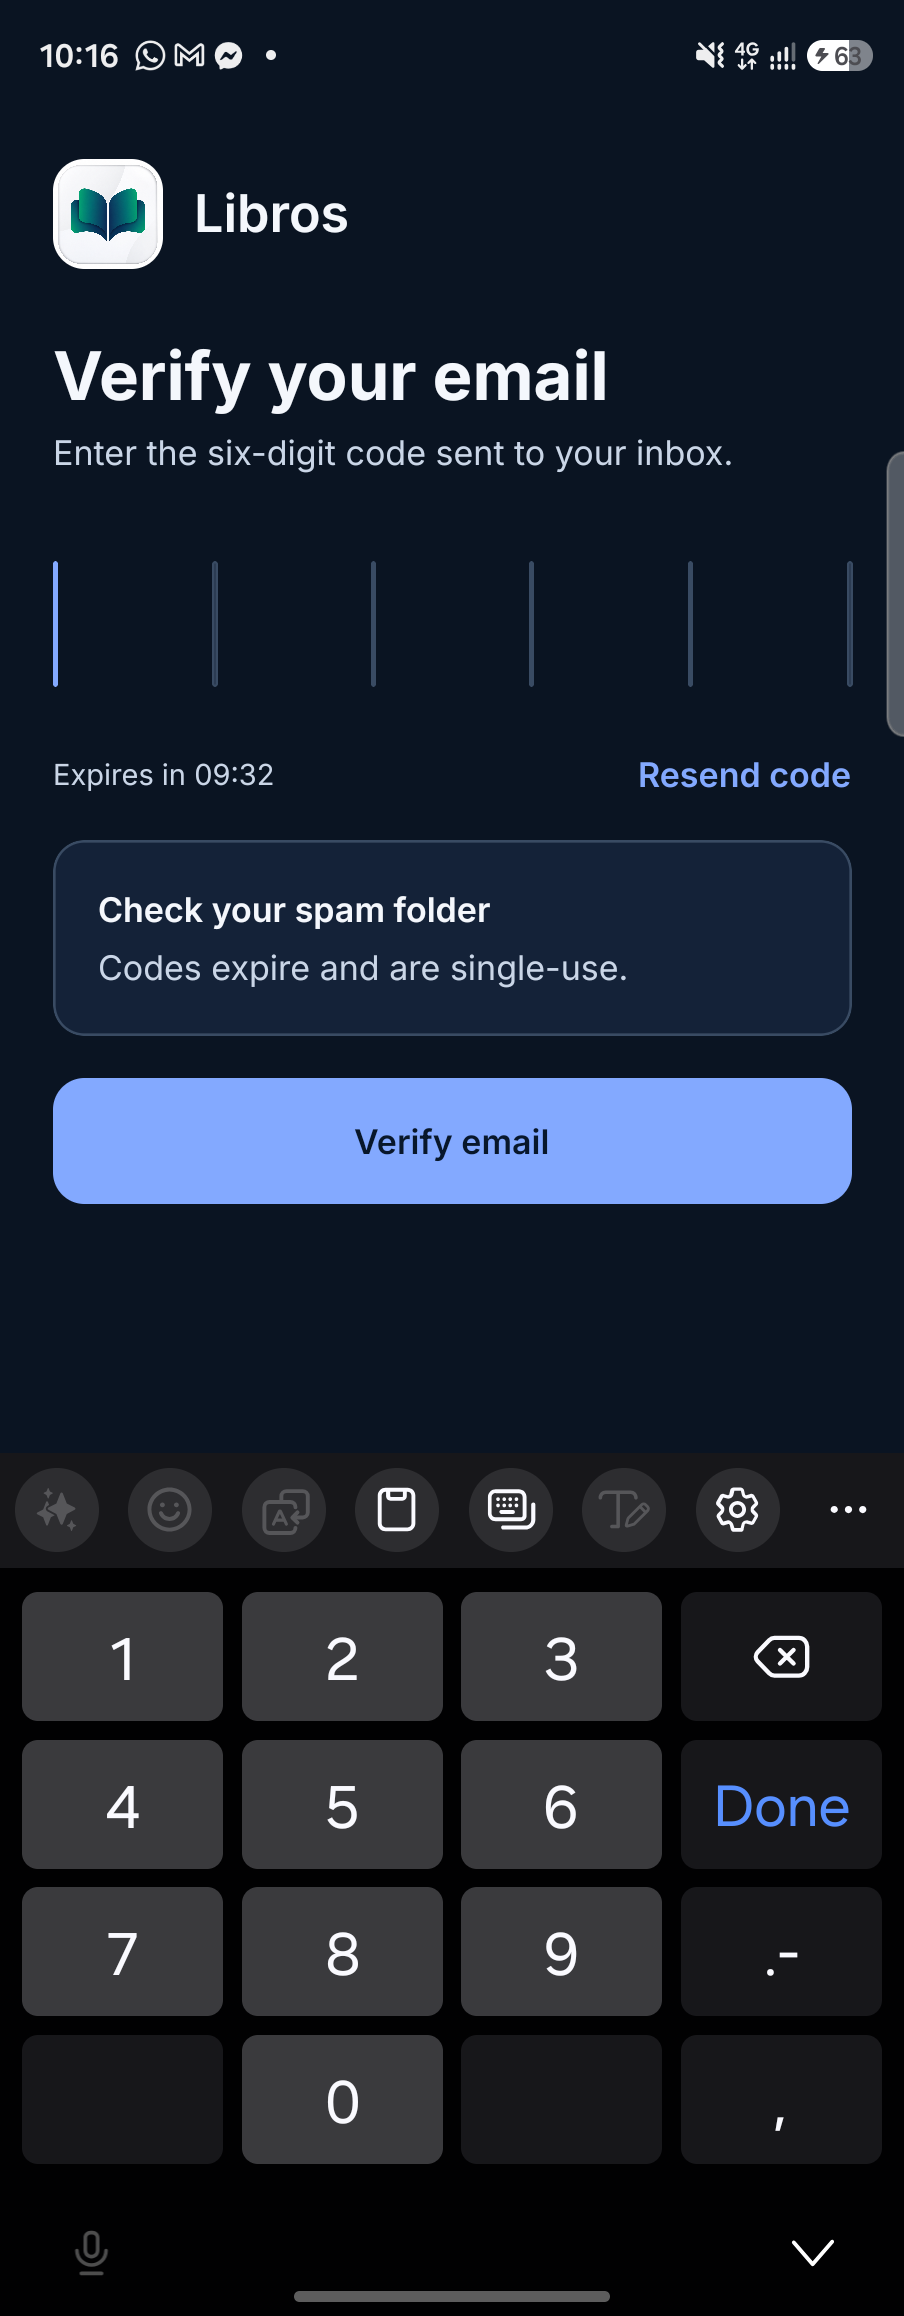 10:16
4G
63
Libros
Verify your email
Enter the six-digit code sent to your inbox.
Expires in 09:32
Resend code
Check your spam folder
Codes expire and are single-use.
Verify email
1 2 3
4 5 6 Done
7 8 9 .-
0 ,